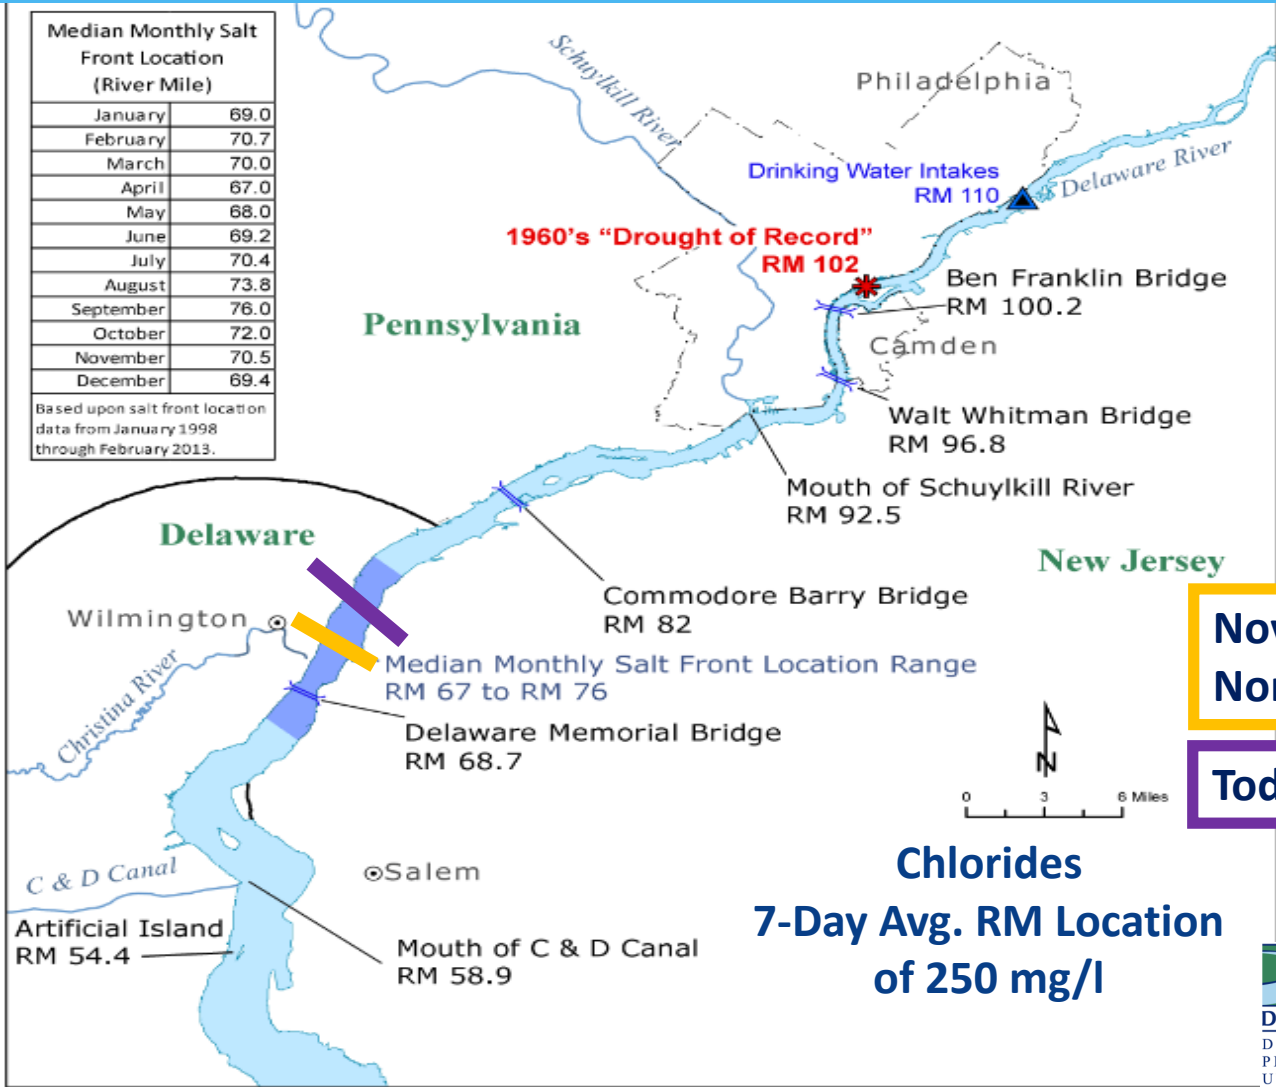 Median Monthly Salt
Front Location
(River Mile)
January 69.0
February 70.7
March 70.0
April 67.0
May 68.0
June 69.2
July 70.4
August 73.8
September 76.0
October 72.0
November 70.5
December 69.4
Based upon salt front location
data from January 1998
through February 2013.
Schuylkill River
Philadelphia
Drinking Water Intakes
RM 110
Delaware River
1960's “Drought of Record”
RM 102
Ben Franklin Bridge
RM 100.2
Pennsylvania
Camden
Walt Whitman Bridge
RM 96.8
Mouth of Schuylkill River
RM 92.5
Delaware
New Jersey
Commodore Barry Bridge
RM 82
Wilmington
Median Monthly Salt Front Location Range
RM 67 to RM 76
Christina River
Delaware Memorial Bridge
RM 68.7
N
0 3 6 Miles
Chlorides
7-Day Avg. RM Location
of 250 mg/l
Salem
C & D Canal
Artificial Island
RM 54.4
Mouth of C & D Canal
RM 58.9
D
D
P
U